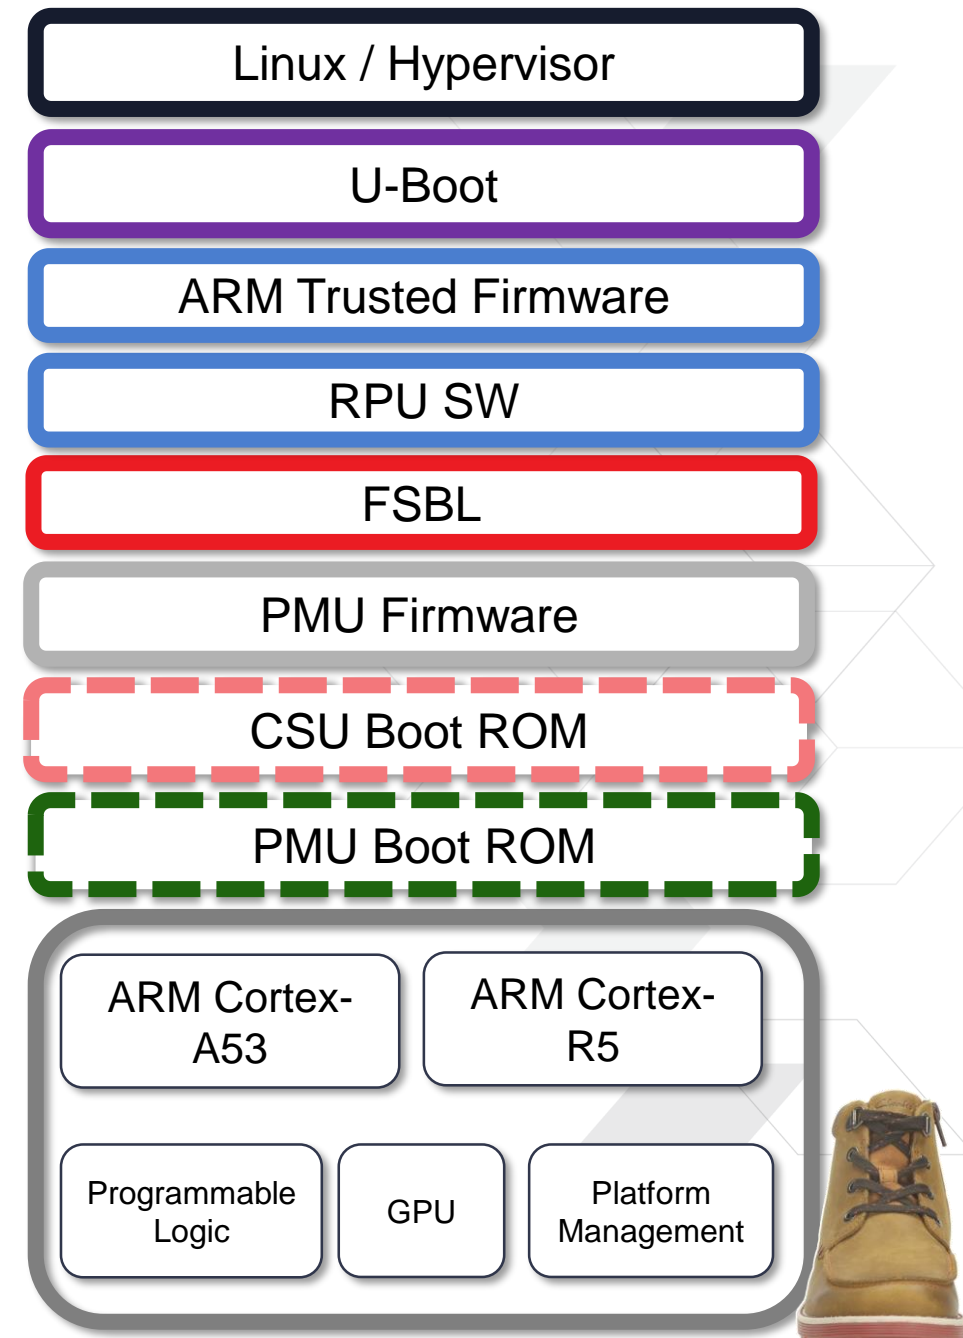 Linux / Hypervisor
U-Boot
ARM Trusted Firmware
RPU SW
FSBL
PMU Firmware
CSU Boot ROM
PMU Boot ROM
ARM Cortex-
A53
ARM Cortex-
R5
Programmable
Logic
GPU
Platform
Management